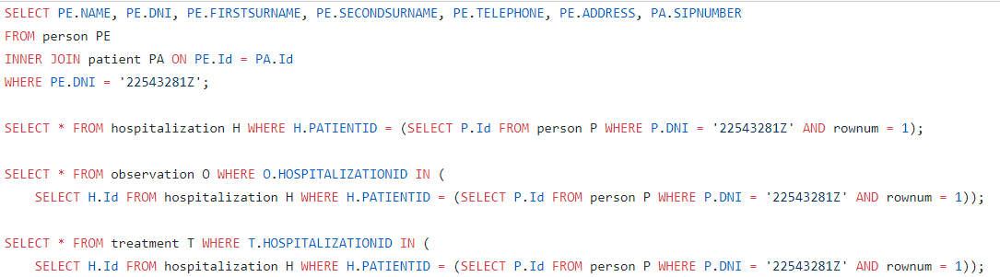 SELECT PE.NAME, PE.DNI, PE.FIRSTSURNAME, PE.SECONDSURNAME, PE.TELEPHONE, PE.ADDRESS, PA.SIPNUMBER
FROM person PE
INNER JOIN patient PA ON PE.Id = PA.Id
WHERE PE.DNI = '22543281Z';
SELECT * FROM hospitalization H WHERE H.PATIENTID = (SELECT P.Id FROM person P WHERE P.DNI = '22543281Z' AND rownum = 1);
SELECT * FROM observation O WHERE O.HOSPITALIZATIONID IN (
SELECT H.Id FROM hospitalization H WHERE H.PATIENTID = (SELECT P.Id FROM person P WHERE P.DNI = '22543281Z' AND rownum = 1));
SELECT * FROM treatment T WHERE T.HOSPITALIZATIONID IN (
SELECT H.Id FROM hospitalization H WHERE H.PATIENTID = (SELECT P.Id FROM person P WHERE P.DNI = '22543281Z' AND rownum = 1));